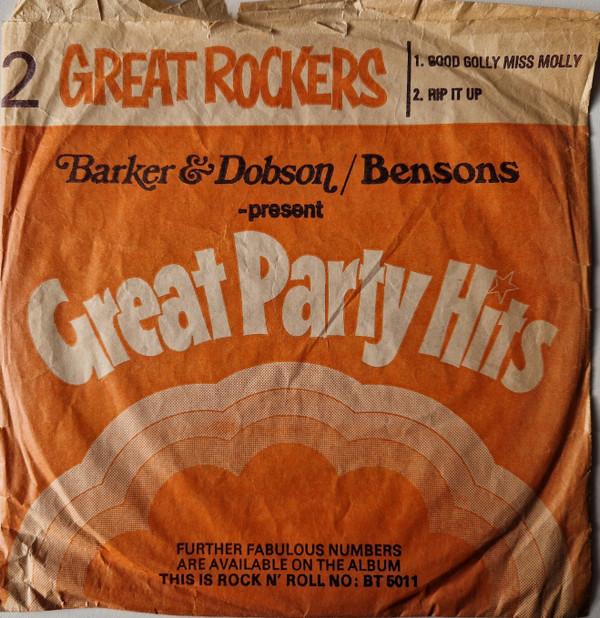 2 GREAT ROCKERS
1. GOOD GOLLY MISS MOLLY
2. RIP IT UP
Barker & Dobson / Bensons
-present
Great Party Hits
FURTHER FABULOUS NUMBERS
ARE AVAILABLE ON THE ALBUM
THIS IS ROCK N' ROLL NO: BT 5011